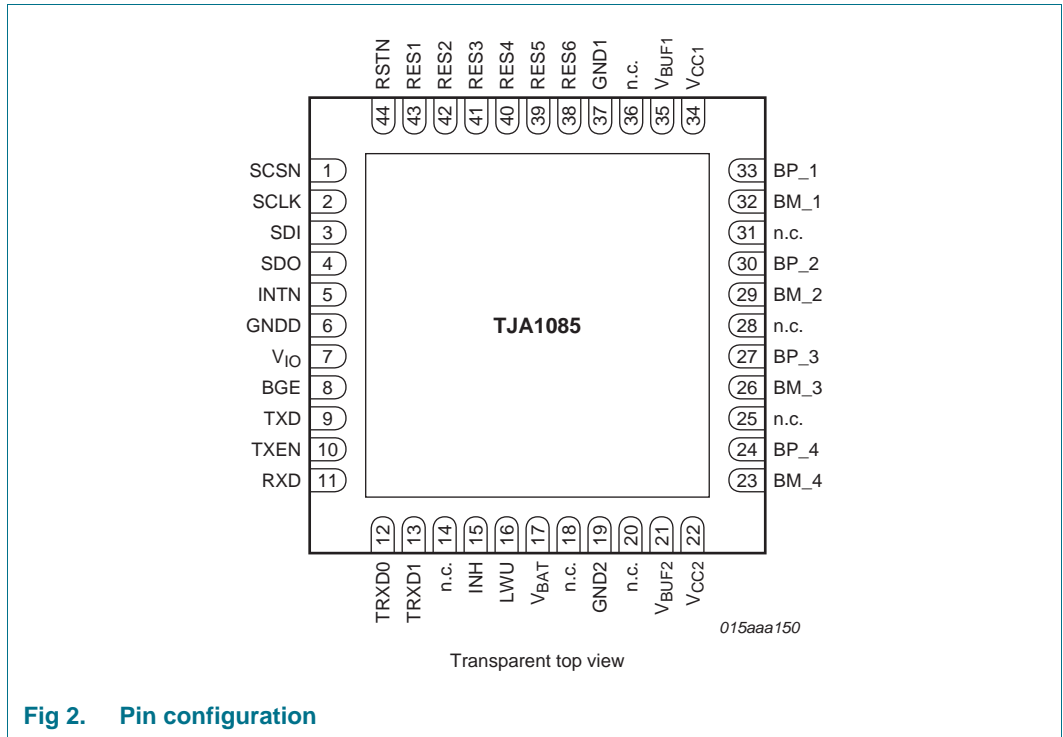 RSTN RES1 RES2 RES3 RES4 RES5 RES6 GND1 n.c. VBUF1 VCC1
44 43 42 41 40 39 38 37 36 35 34
SCSN 1 33 BP_1
SCLK 2 32 BM_1
SDI 3 31 n.c.
SDO 4 30 BP_2
INTN 5 29 BM_2
GNDD 6 TJA1085 28 n.c.
VIO 7 27 BP_3
BGE 8 26 BM_3
TXD 9 25 n.c.
TXEN 10 24 BP_4
RXD 11 23 BM_4
12 13 14 15 16 17 18 19 20 21 22
TRXD0 TRXD1 n.c. INH LWU VBAT n.c. GND2 n.c. VBUF2 VCC2
015aaa150
Transparent top view
Fig 2. Pin configuration